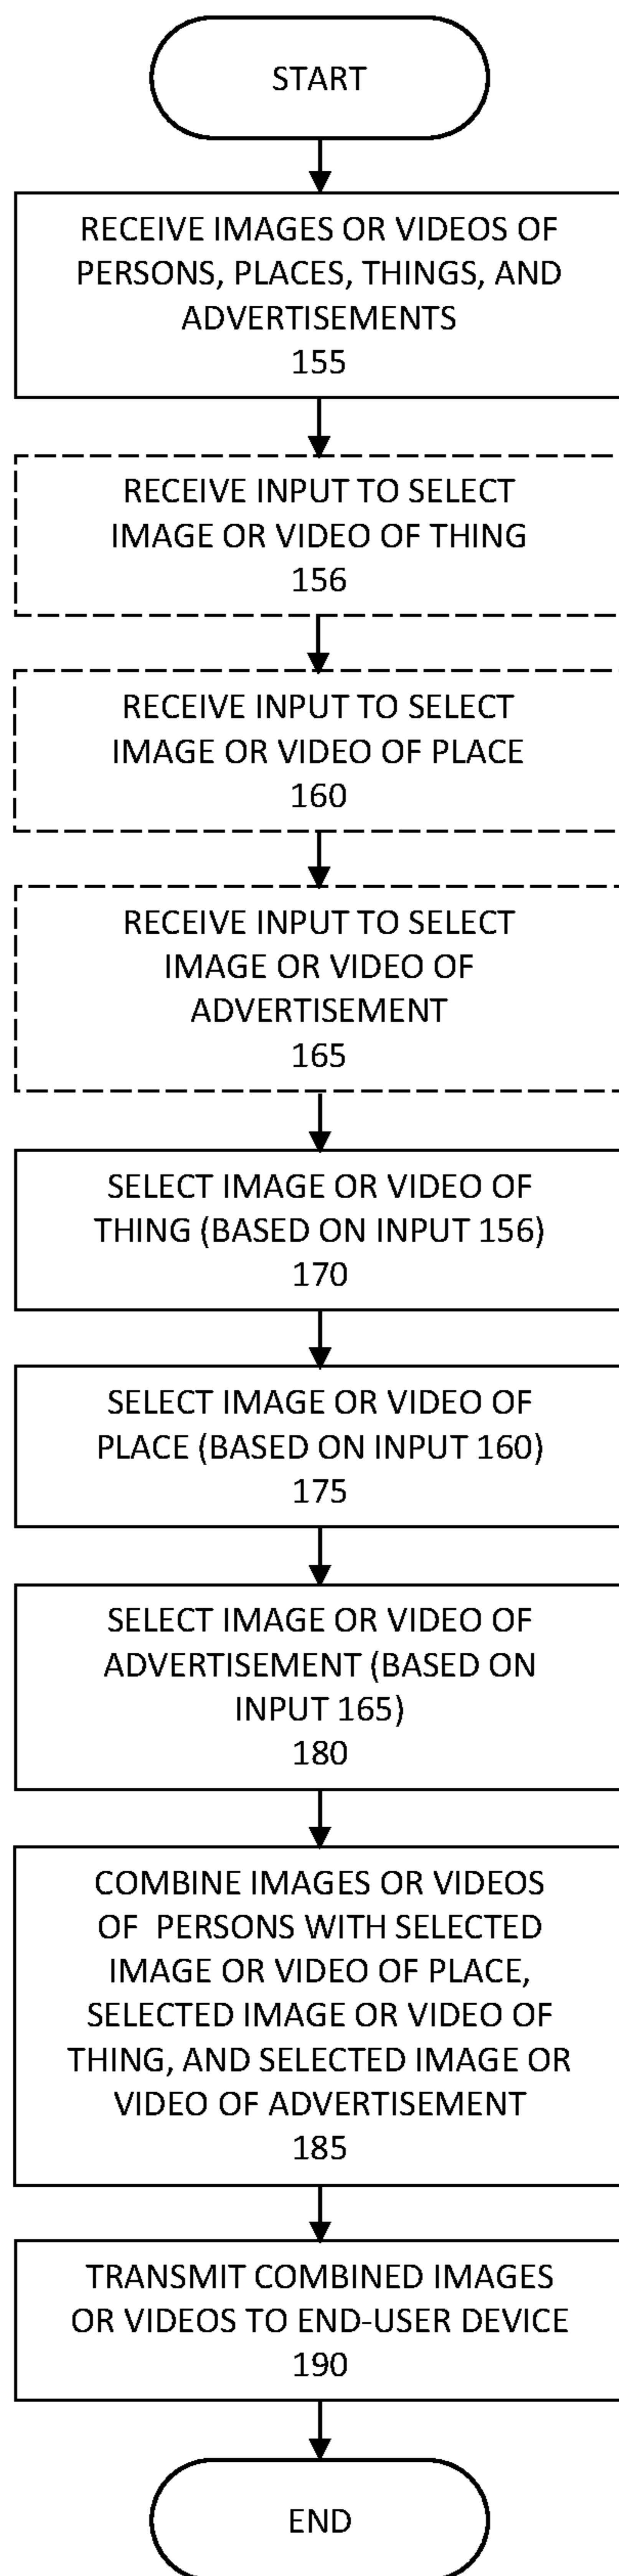 START
RECEIVE IMAGES OR VIDEOS OF
PERSONS, PLACES, THINGS, AND
ADVERTISEMENTS
155
RECEIVE INPUT TO SELECT
IMAGE OR VIDEO OF THING
156
RECEIVE INPUT TO SELECT
IMAGE OR VIDEO OF PLACE
160
RECEIVE INPUT TO SELECT
IMAGE OR VIDEO OF
ADVERTISEMENT
165
SELECT IMAGE OR VIDEO OF
THING (BASED ON INPUT 156)
170
SELECT IMAGE OR VIDEO OF
PLACE (BASED ON INPUT 160)
175
SELECT IMAGE OR VIDEO OF
ADVERTISEMENT (BASED ON
INPUT 165)
180
COMBINE IMAGES OR VIDEOS
OF PERSONS WITH SELECTED
IMAGE OR VIDEO OF PLACE,
SELECTED IMAGE OR VIDEO OF
THING, AND SELECTED IMAGE OR
VIDEO OF ADVERTISEMENT
185
TRANSMIT COMBINED IMAGES
OR VIDEOS TO END-USER DEVICE
190
END